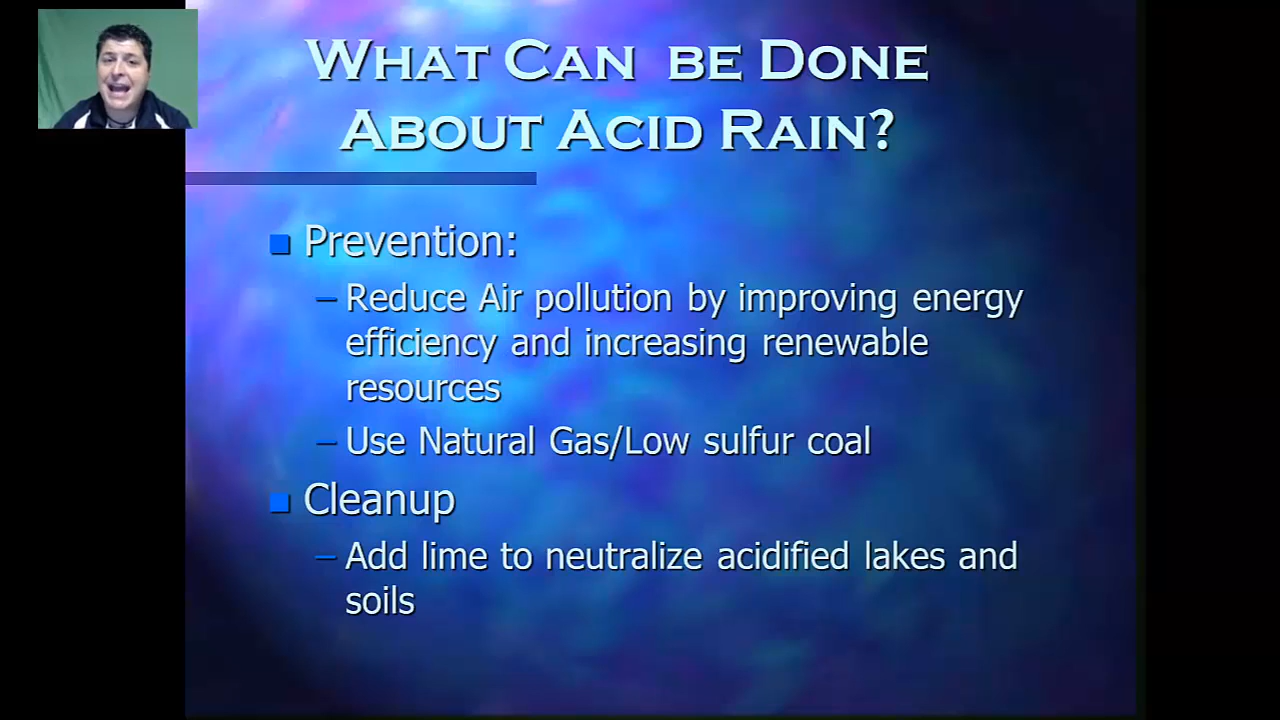 What Can be Done
About Acid Rain?
Prevention:
– Reduce Air pollution by improving energy
efficiency and increasing renewable
resources
– Use Natural Gas/Low sulfur coal
Cleanup
– Add lime to neutralize acidified lakes and
soils